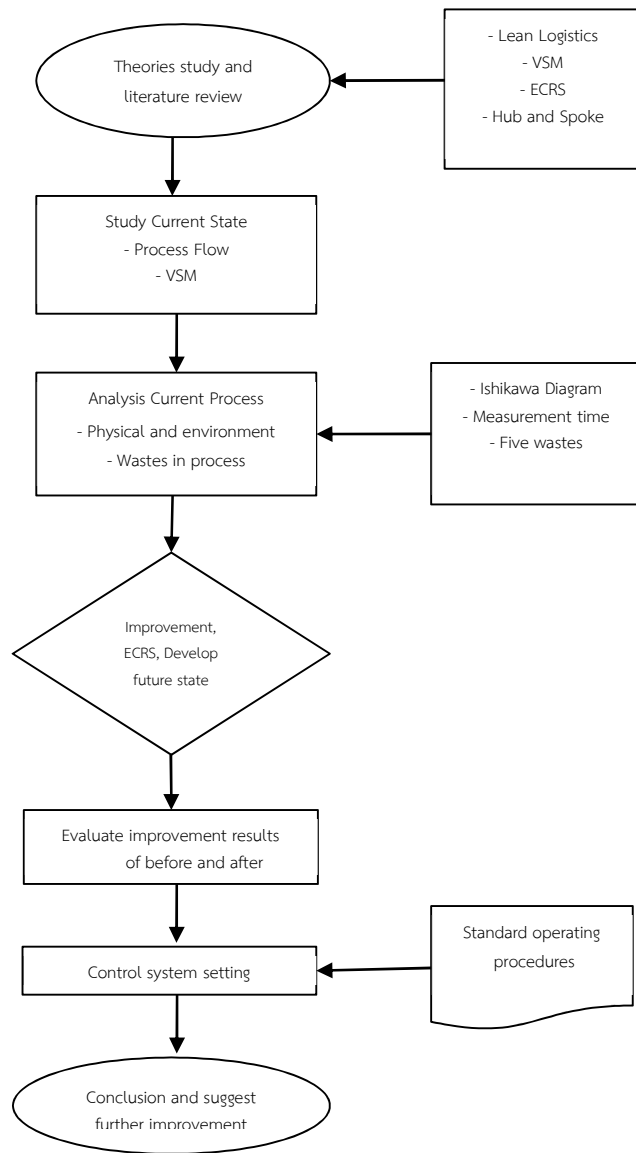 Theories study and
literature review
- Lean Logistics
- VSM
- ECRS
- Hub and Spoke
Study Current State
- Process Flow
- VSM
Analysis Current Process
- Physical and environment
- Wastes in process
- Ishikawa Diagram
- Measurement time
- Five wastes
Improvement,
ECRS, Develop
future state
Evaluate improvement results
of before and after
Control system setting
Standard operating
procedures
Conclusion and suggest
further improvement